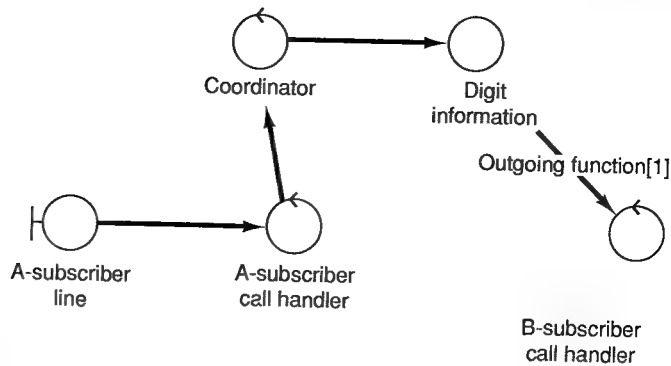 Coordinator
Digit
information
Outgoing function[1]
A-subscriber
line
A-subscriber
call handler
B-subscriber
call handler